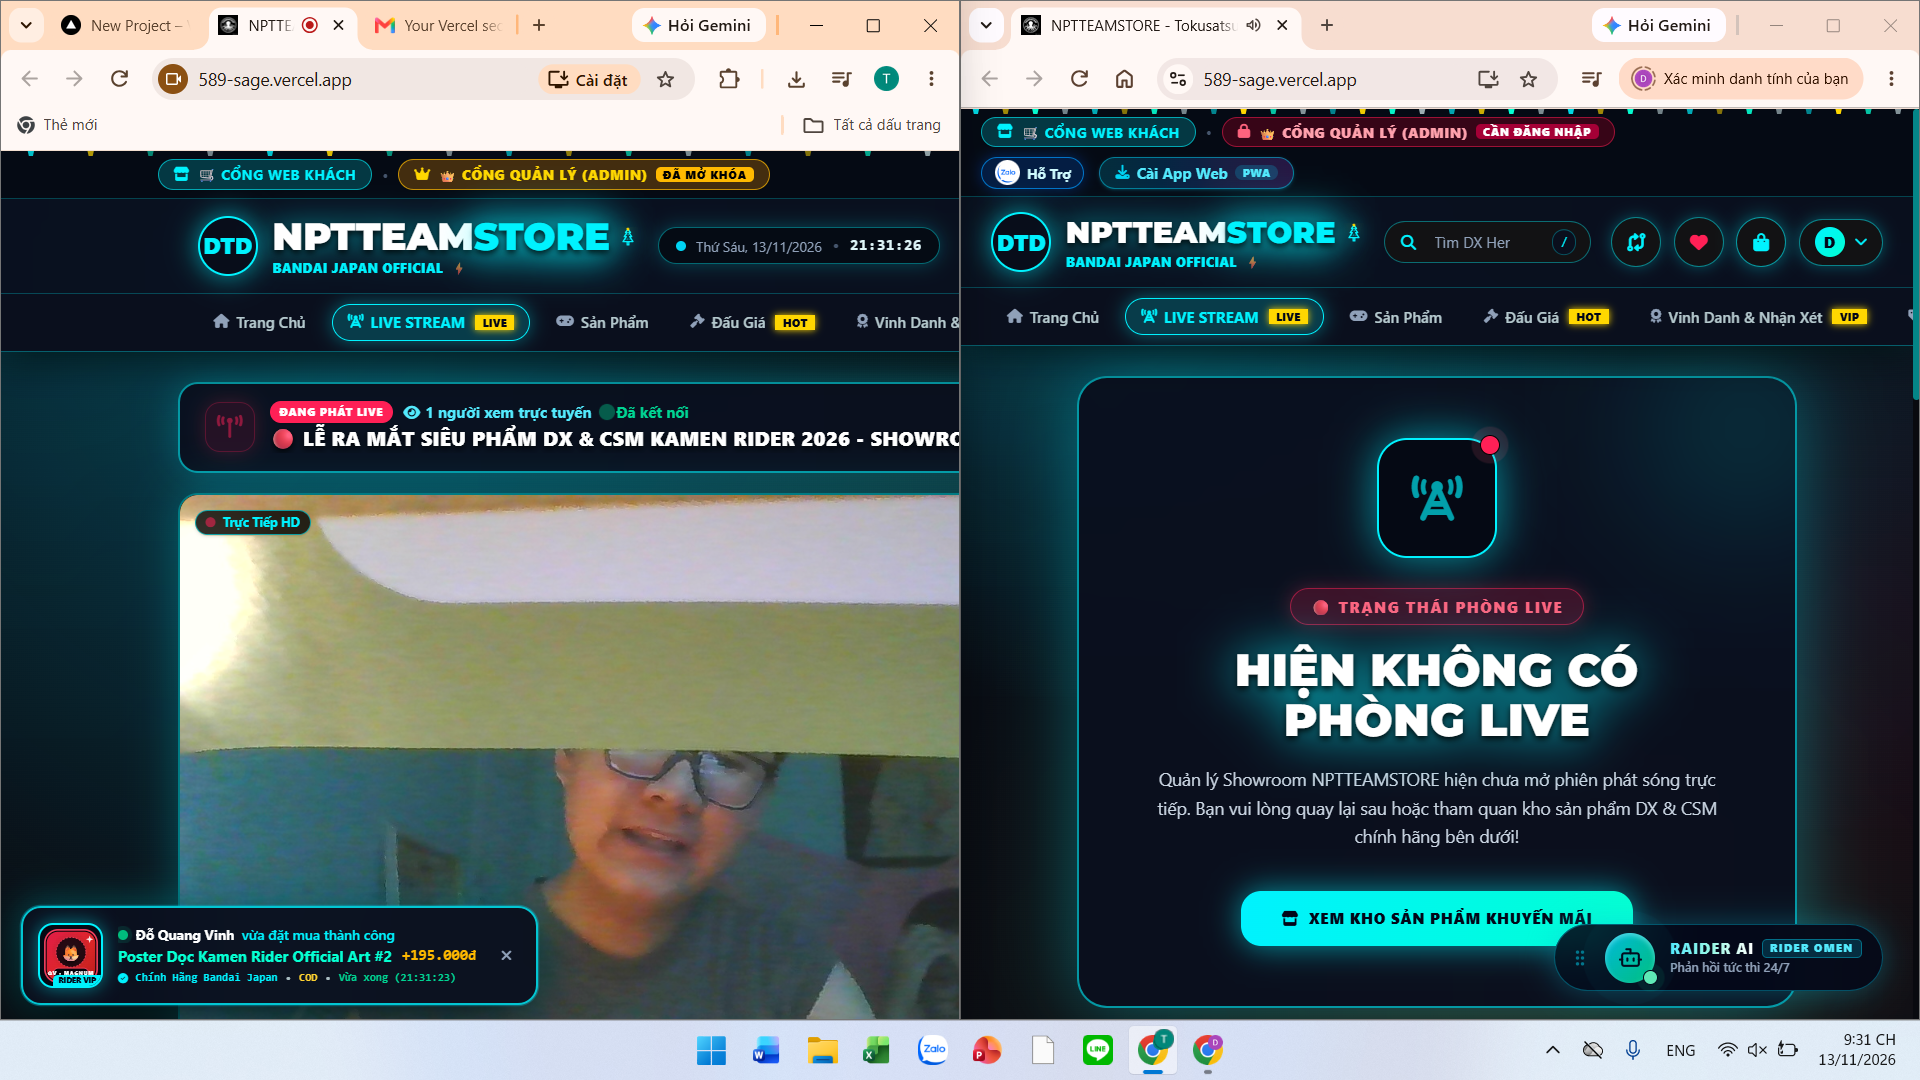 New Project –
NPTTE
Your Vercel sec
Hỏi Gemini
589-sage.vercel.app
Cài đặt
T
Thẻ mới
Tất cả dấu trang
CỔNG WEB KHÁCH
•
CỔNG QUẢN LÝ (ADMIN) ĐÃ MỞ KHÓA
DTD
NPTTEAMSTORE
BANDAI JAPAN OFFICIAL
Thứ Sáu, 13/11/2026 • 21:31:26
Trang Chủ
LIVE STREAM LIVE
Sản Phẩm
Đấu Giá HOT
Vinh Danh &
ĐANG PHÁT LIVE 1 người xem trực tuyến Đã kết nối
LỄ RA MẮT SIÊU PHẨM DX & CSM KAMEN RIDER 2026 - SHOWRO
Trực Tiếp HD
RIDER VIP
Đỗ Quang Vinh vừa đặt mua thành công
Poster Dọc Kamen Rider Official Art #2 +195.000đ
Chính Hãng Bandai Japan • COD • Vừa xong (21:31:23)
NPTTEAMSTORE - Tokusatsu
Hỏi Gemini
589-sage.vercel.app
D
Xác minh danh tính của bạn
CỔNG WEB KHÁCH
•
CỔNG QUẢN LÝ (ADMIN) CẦN ĐĂNG NHẬP
Zalo
Hỗ Trợ
Cài App Web PWA
DTD
NPTTEAMSTORE
BANDAI JAPAN OFFICIAL
Tìm DX Her
/
D
Trang Chủ
LIVE STREAM LIVE
Sản Phẩm
Đấu Giá HOT
Vinh Danh & Nhận Xét VIP
TRẠNG THÁI PHÒNG LIVE
HIỆN KHÔNG CÓ
PHÒNG LIVE
Quản lý Showroom NPTTEAMSTORE hiện chưa mở phiên phát sóng trực
tiếp. Bạn vui lòng quay lại sau hoặc tham quan kho sản phẩm DX & CSM
chính hãng bên dưới!
XEM KHO SẢN PHẨM KHUYẾN MÃI
RAIDER AI RIDER OMEN
Phản hồi tức thì 24/7
W
X
Zalo
P
LINE
T
D
ENG
9:31 CH
13/11/2026